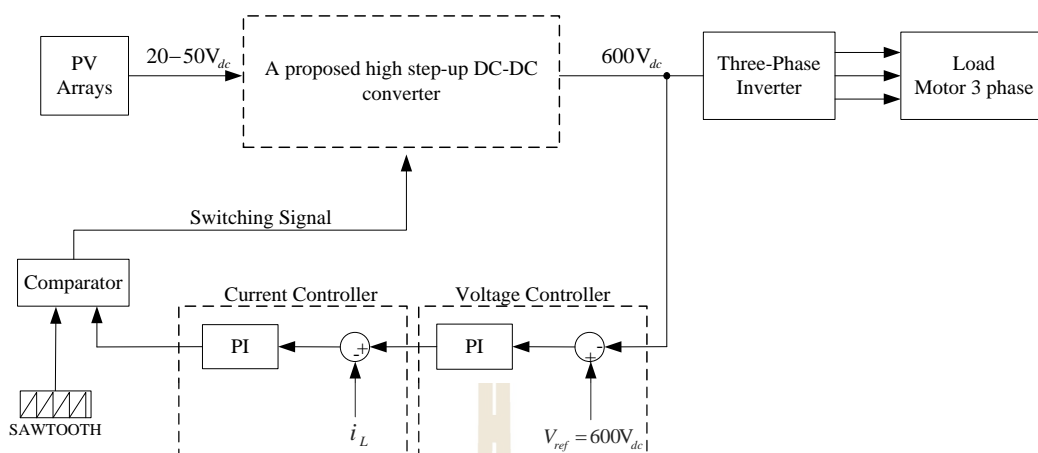 PV
Arrays
20−50V_dc
A proposed high step-up DC-DC
converter
600V_dc
Three-Phase
Inverter
Load
Motor 3 phase
Switching Signal
Comparator
Current Controller
Voltage Controller
PI
- +
PI
-
+
SAWTOOTH
i_L
V_ref = 600V_dc